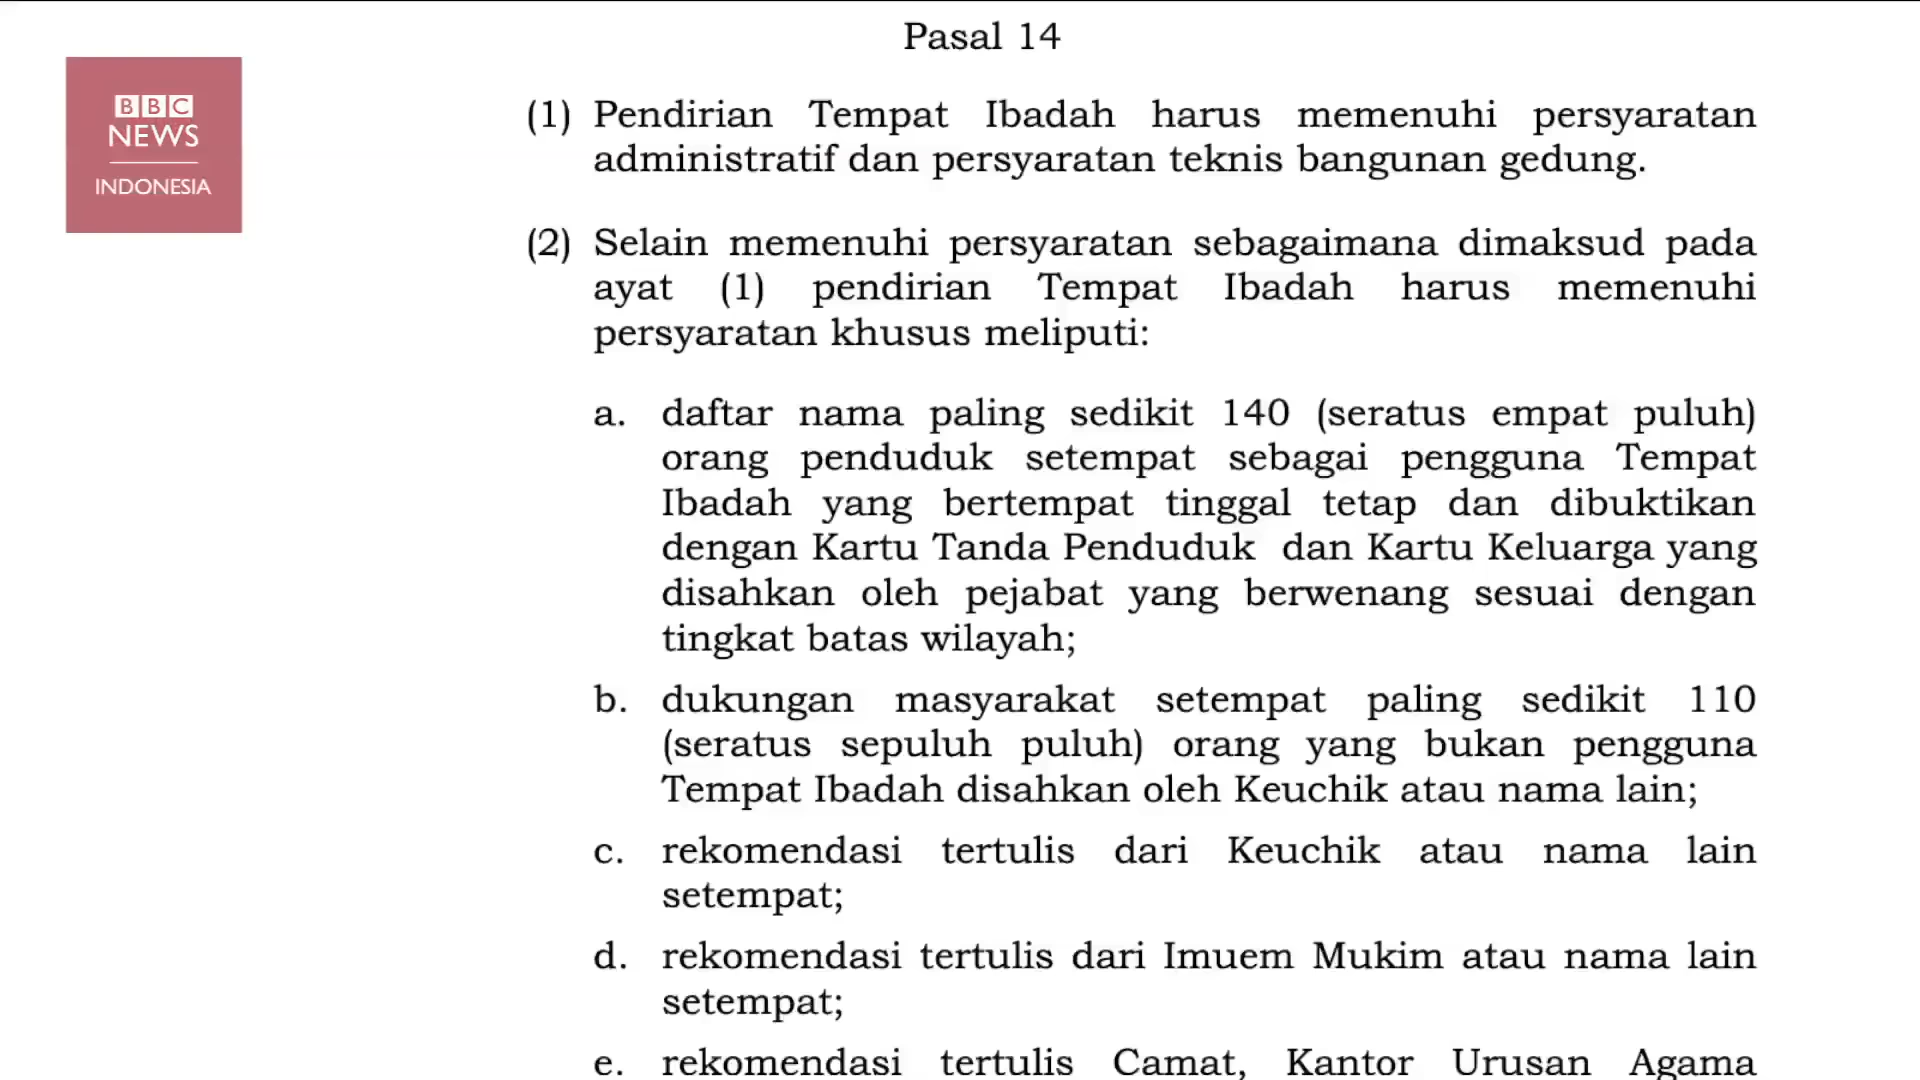 Pasal 14
BBC
NEWS
INDONESIA
(1) Pendirian Tempat Ibadah harus memenuhi persyaratan
administratif dan persyaratan teknis bangunan gedung.
(2) Selain memenuhi persyaratan sebagaimana dimaksud pada
ayat (1) pendirian Tempat Ibadah harus memenuhi
persyaratan khusus meliputi:
a. daftar nama paling sedikit 140 (seratus empat puluh)
orang penduduk setempat sebagai pengguna Tempat
Ibadah yang bertempat tinggal tetap dan dibuktikan
dengan Kartu Tanda Penduduk dan Kartu Keluarga yang
disahkan oleh pejabat yang berwenang sesuai dengan
tingkat batas wilayah;
b. dukungan masyarakat setempat paling sedikit 110
(seratus sepuluh puluh) orang yang bukan pengguna
Tempat Ibadah disahkan oleh Keuchik atau nama lain;
c. rekomendasi tertulis dari Keuchik atau nama lain
setempat;
d. rekomendasi tertulis dari Imuem Mukim atau nama lain
setempat;
e. rekomendasi tertulis Camat, Kantor Urusan Agama